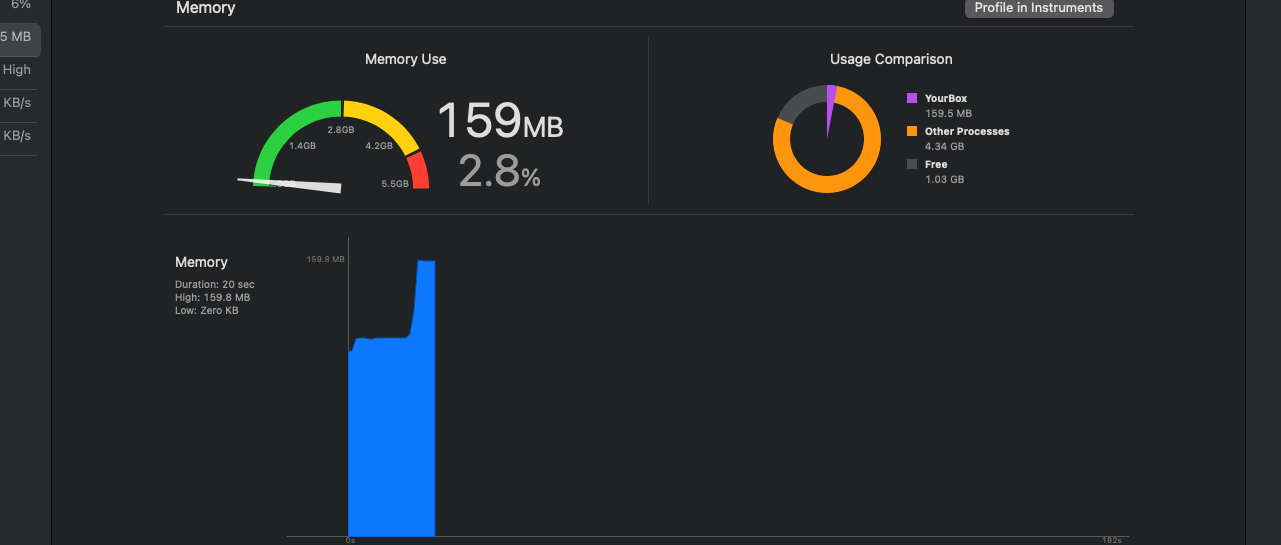 6%
Memory
Profile in Instruments
5 MB
High
KB/s
KB/s
Memory Use
Usage Comparison
2.8GB
1.4GB
4.2GB
5.5GB
159MB
2.8%
YourBox
159.5 MB
Other Processes
4.34 GB
Free
1.03 GB
Memory
159.8 MB
Duration: 20 sec
High: 159.8 MB
Low: Zero KB
0s
182s